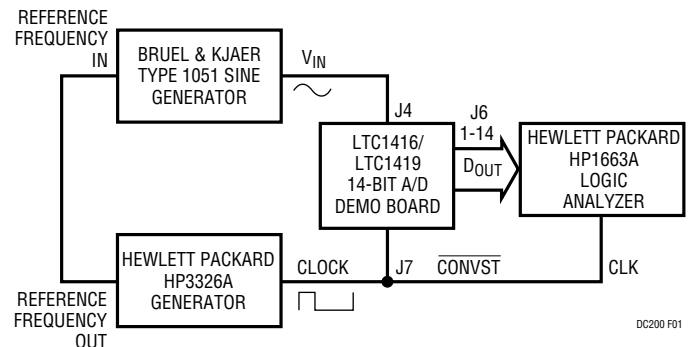 REFERENCE
FREQUENCY
IN
BRUEL & KJAER
TYPE 1051 SINE
GENERATOR
VIN
J4
J6
1-14
LTC1416/
LTC1419
14-BIT A/D
DEMO BOARD
DOUT
HEWLETT PACKARD
HP1663A
LOGIC
ANALYZER
HEWLETT PACKARD
HP3326A
GENERATOR
CLOCK
J7
CONVST
CLK
REFERENCE
FREQUENCY
OUT
DC200 F01